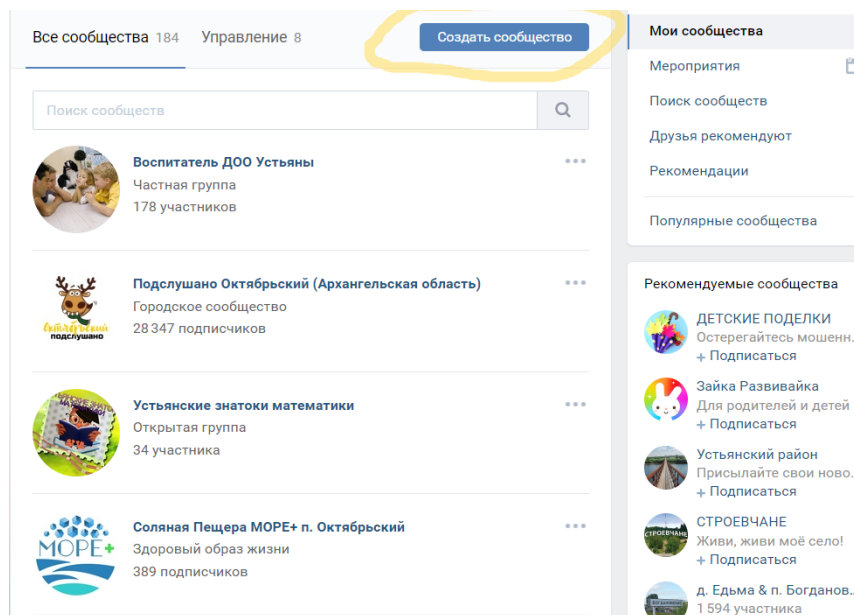 Все сообщества 184 Управление 8 Создать сообщество
Поиск сообществ
Воспитатель ДОО Устьяны
Частная группа
178 участников
Октябрьский
подслушано
Подслушано Октябрьский (Архангельская область)
Городское сообщество
28 347 подписчиков
Устьянские знатоки математики
Открытая группа
34 участника
МОРЕ+
Соляная Пещера МОРЕ+ п. Октябрьский
Здоровый образ жизни
389 подписчиков
Мои сообщества
Мероприятия
Поиск сообществ
Друзья рекомендуют
Рекомендации
Популярные сообщества
Рекомендуемые сообщества
ДЕТСКИЕ ПОДЕЛКИ
Остерегайтесь мошенн..
+ Подписаться
Зайка Развивайка
Для родителей и детей
+ Подписаться
Устьянский район
Присылайте свои ново..
+ Подписаться
СТРОЕВЧАНЕ
СТРОЕВЧАНЕ
Живи, живи моё село!
+ Подписаться
д. Едьма & п. Богданов..
1 594 участника